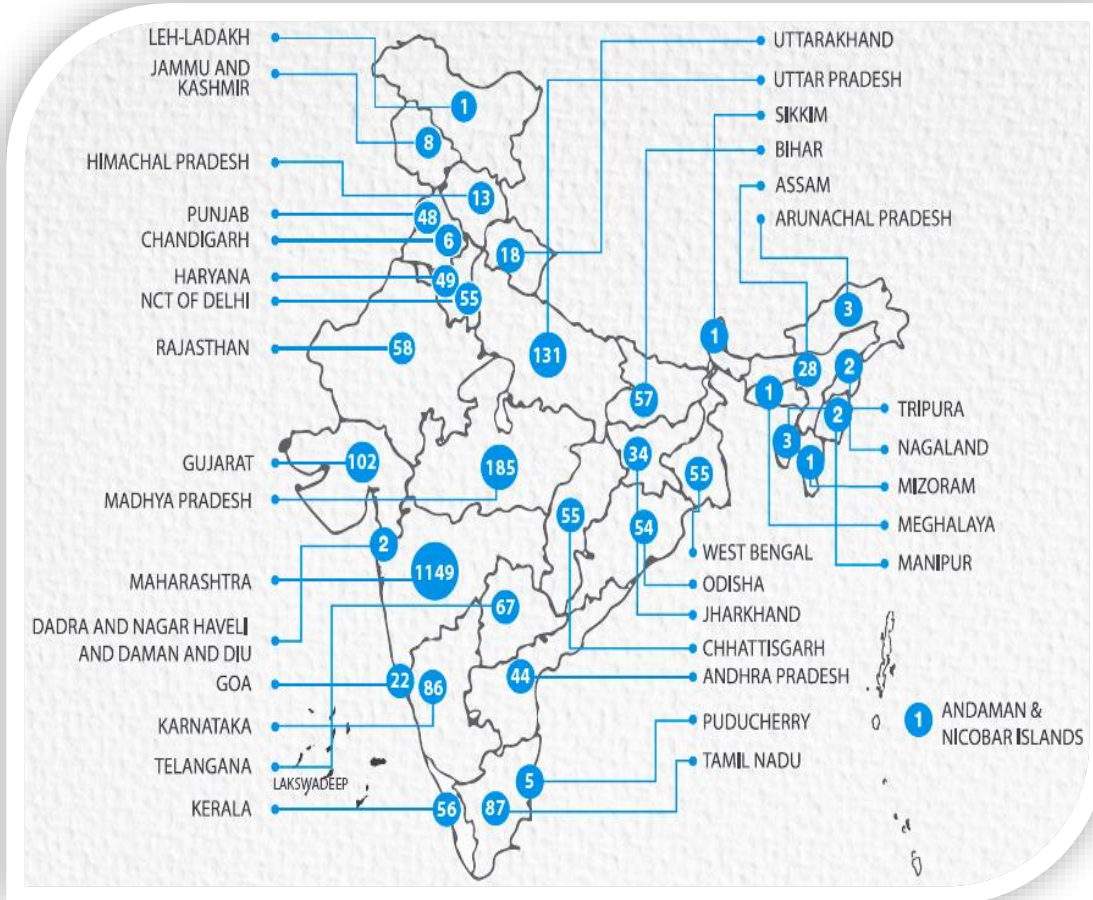 LEH-LADAKH
JAMMU AND
KASHMIR
HIMACHAL PRADESH
PUNJAB
CHANDIGARH
HARYANA
NCT OF DELHI
RAJASTHAN
GUJARAT
MADHYA PRADESH
MAHARASHTRA
DADRA AND NAGAR HAVELI
AND DAMAN AND DIU
GOA
KARNATAKA
TELANGANA
LAKSWADEEP
KERALA
1
8
13
48
6
18
49
55
58
131
1
3
28
2
1
2
57
3
1
102
185
34
55
55
54
2
1149
67
22
86
44
5
56
87
UTTARAKHAND
UTTAR PRADESH
SIKKIM
BIHAR
ASSAM
ARUNACHAL PRADESH
TRIPURA
NAGALAND
MIZORAM
MEGHALAYA
MANIPUR
WEST BENGAL
ODISHA
JHARKHAND
CHHATTISGARH
ANDHRA PRADESH
PUDUCHERRY
TAMIL NADU
1
ANDAMAN &
NICOBAR ISLANDS